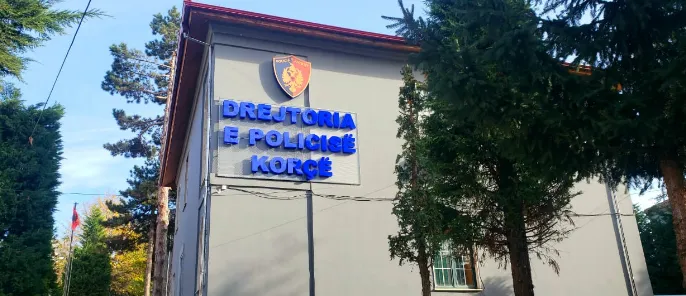 DREJTORIA
E POLICISË
KORÇË